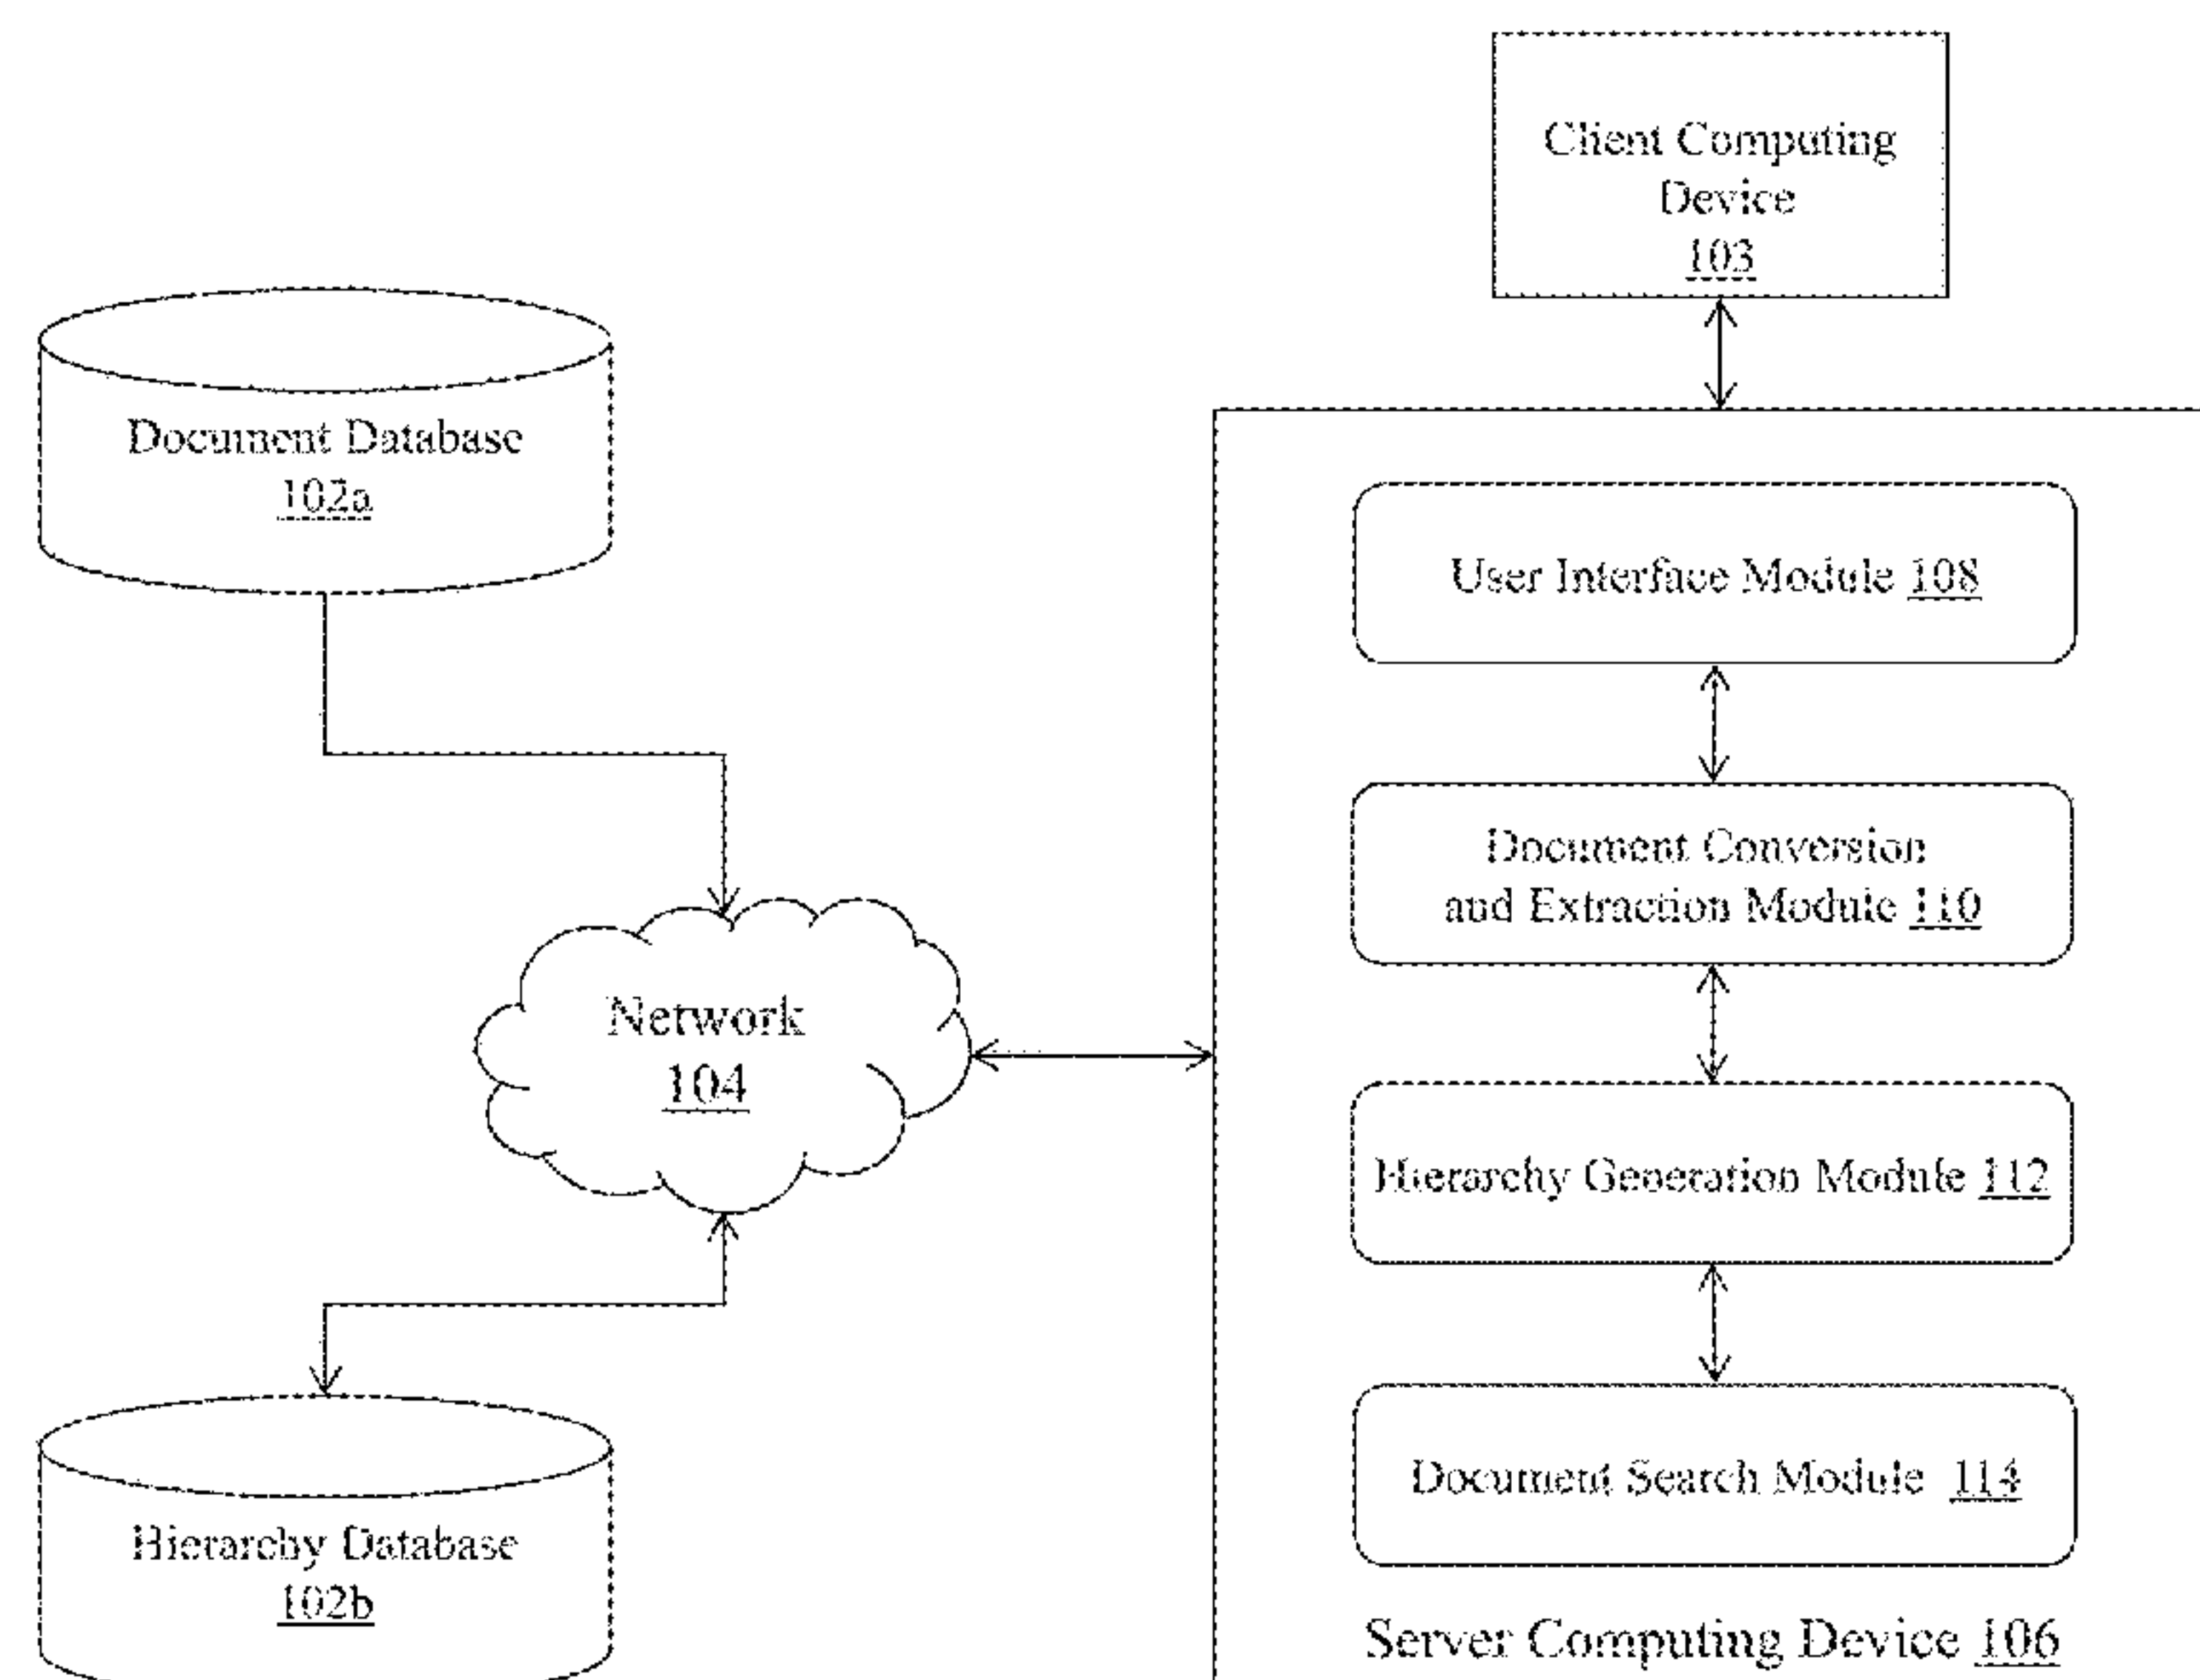 Client Computing
Device
103
Document Database
102a
User Interface Module 108
Document Conversion
and Extraction Module 110
Network
104
Hierarchy Generation Module 112
Document Search Module 114
Hierarchy Database
102b
Server Computing Device 106